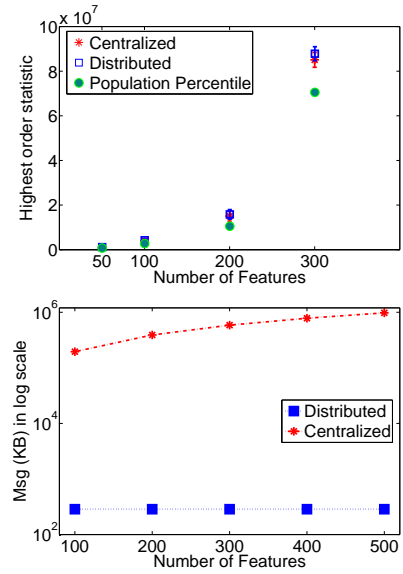 x 10^7
Highest order statistic
10
8
6
4
2
0
Centralized
Distributed
Population Percentile
50 100 200 300
Number of Features
Msg (KB) in log scale
10^6
10^4
10^2
Distributed
Centralized
100 200 300 400 500
Number of Features